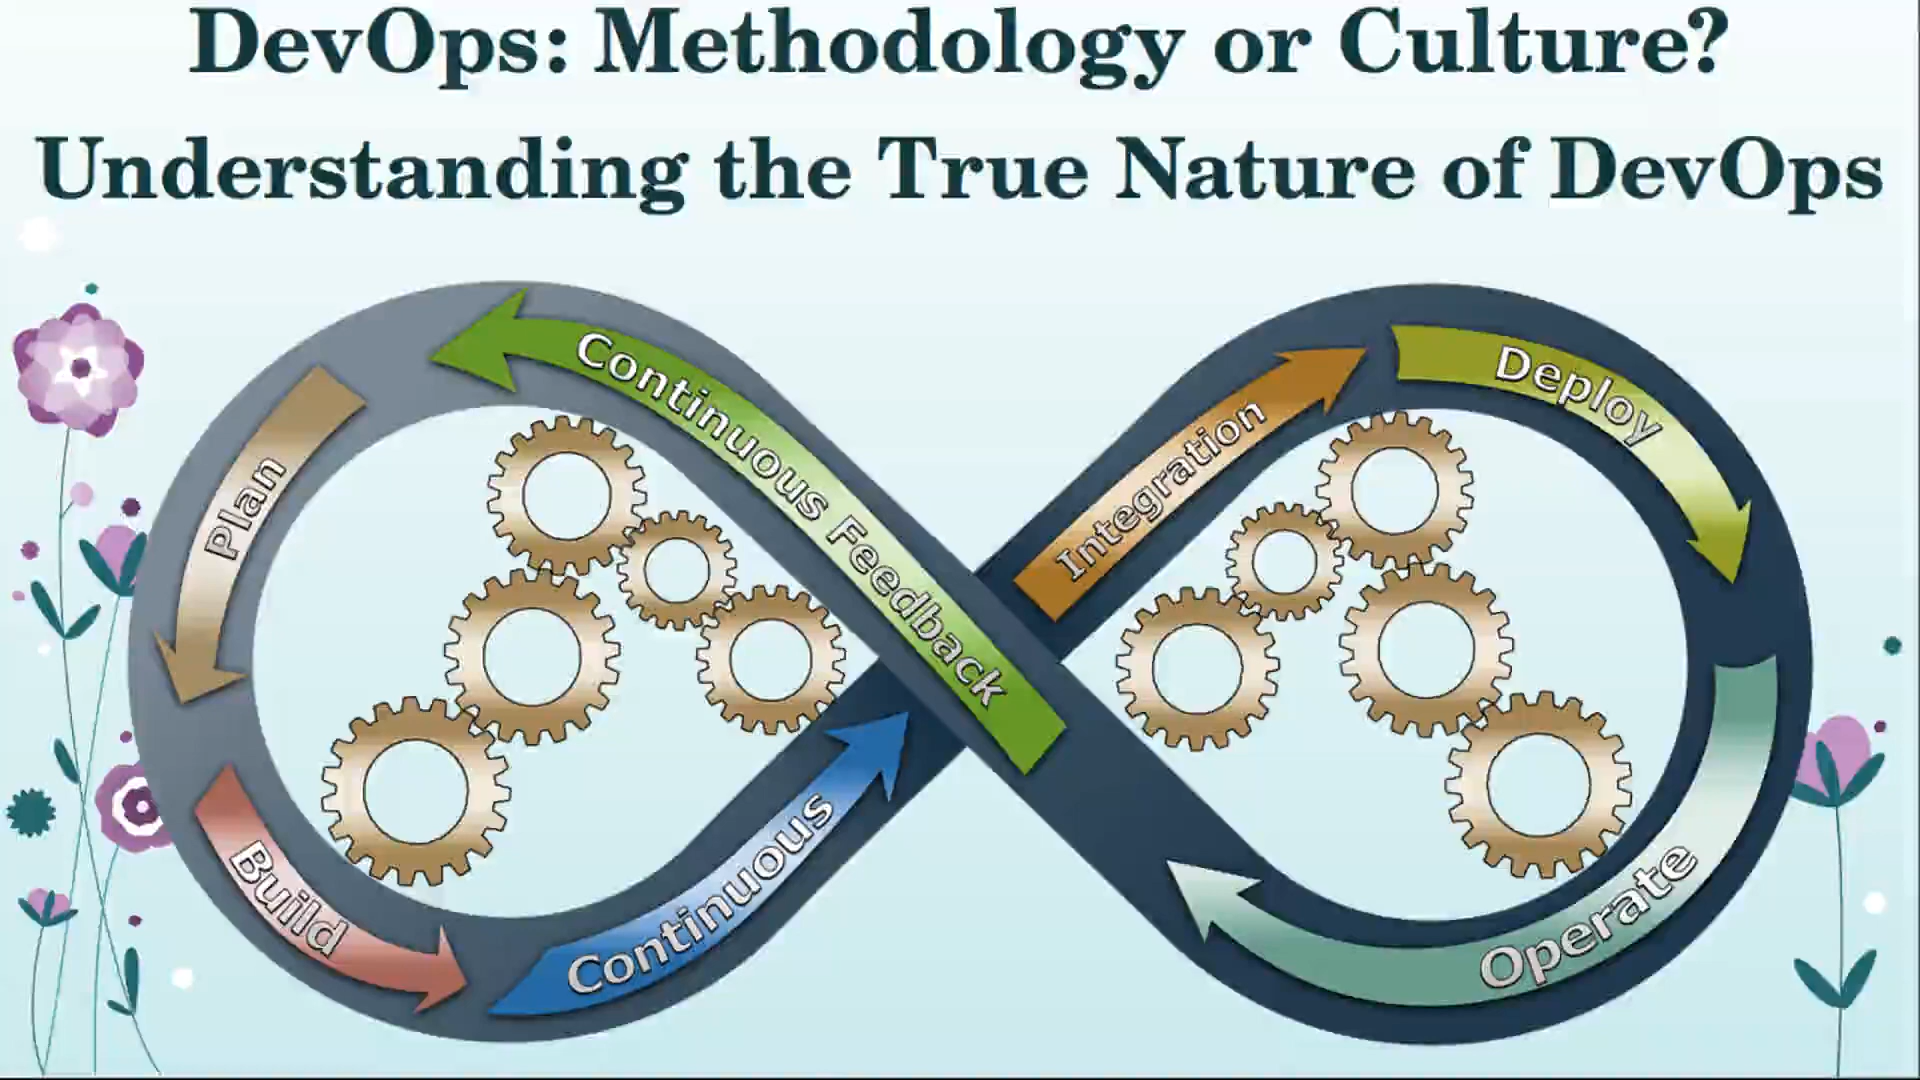 DevOps: Methodology or Culture?
Understanding the True Nature of DevOps
Continuous Feedback
Plan
Build
Continuous
Integration
Deploy
Operate